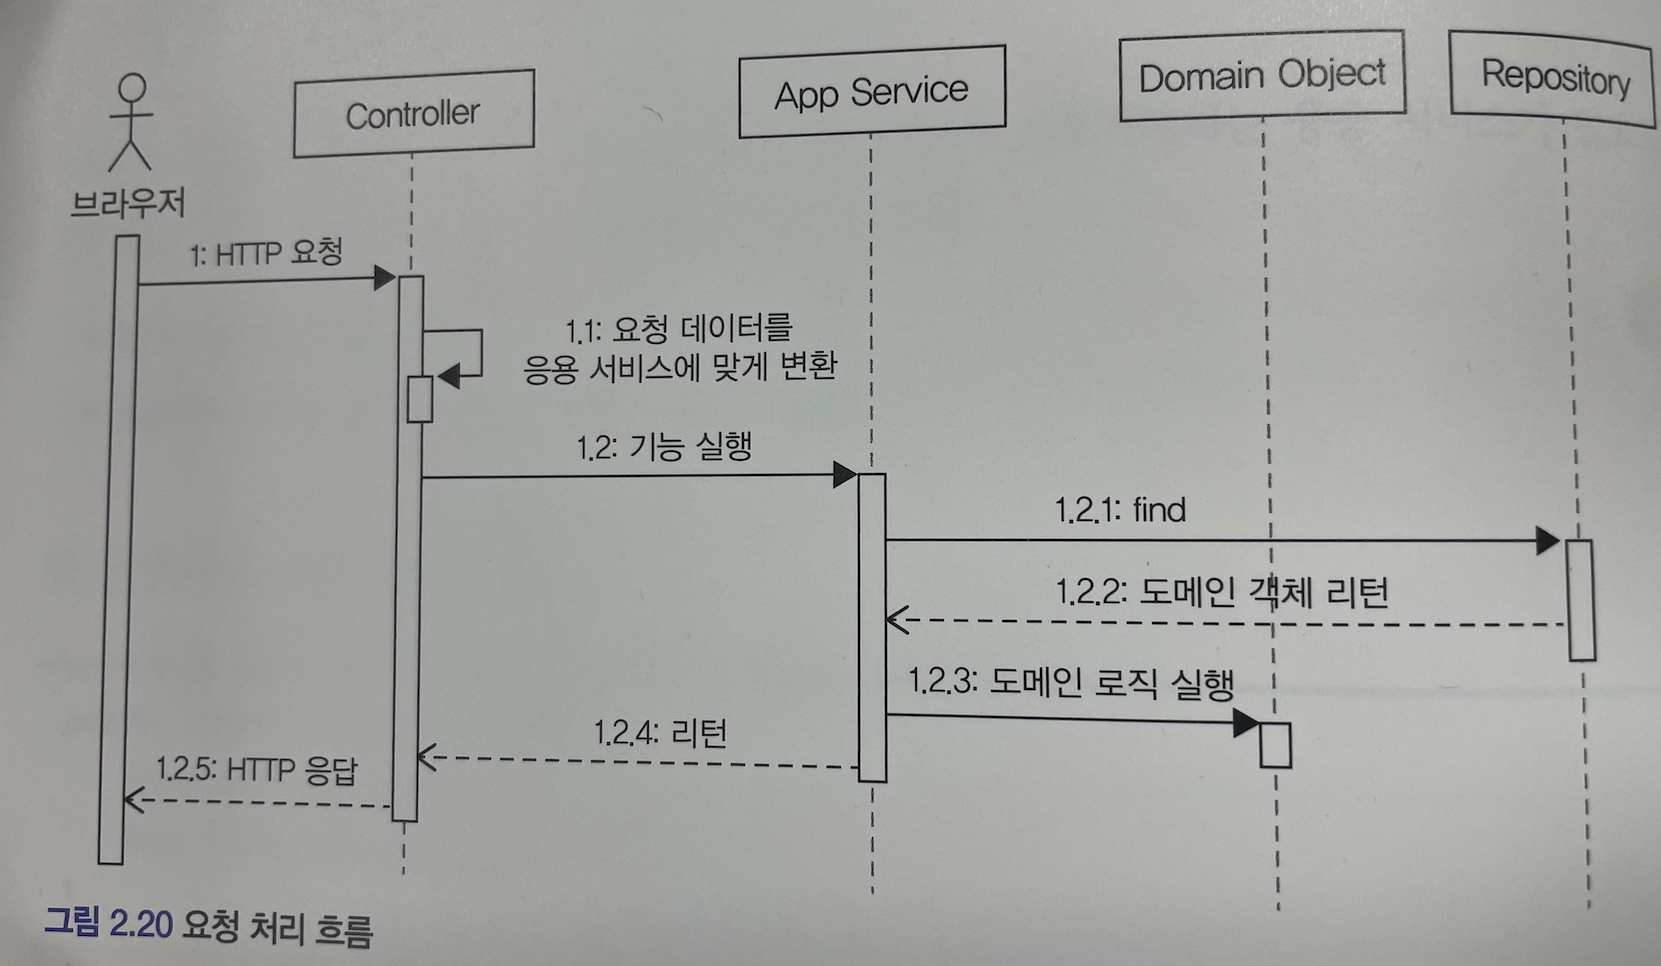 Controller
App Service
Domain Object
Repository
브라우저
1: HTTP 요청
1.1: 요청 데이터를
응용 서비스에 맞게 변환
1.2: 기능 실행
1.2.1: find
1.2.2: 도메인 객체 리턴
1.2.3: 도메인 로직 실행
1.2.4: 리턴
1.2.5: HTTP 응답
그림 2.20 요청 처리 흐름